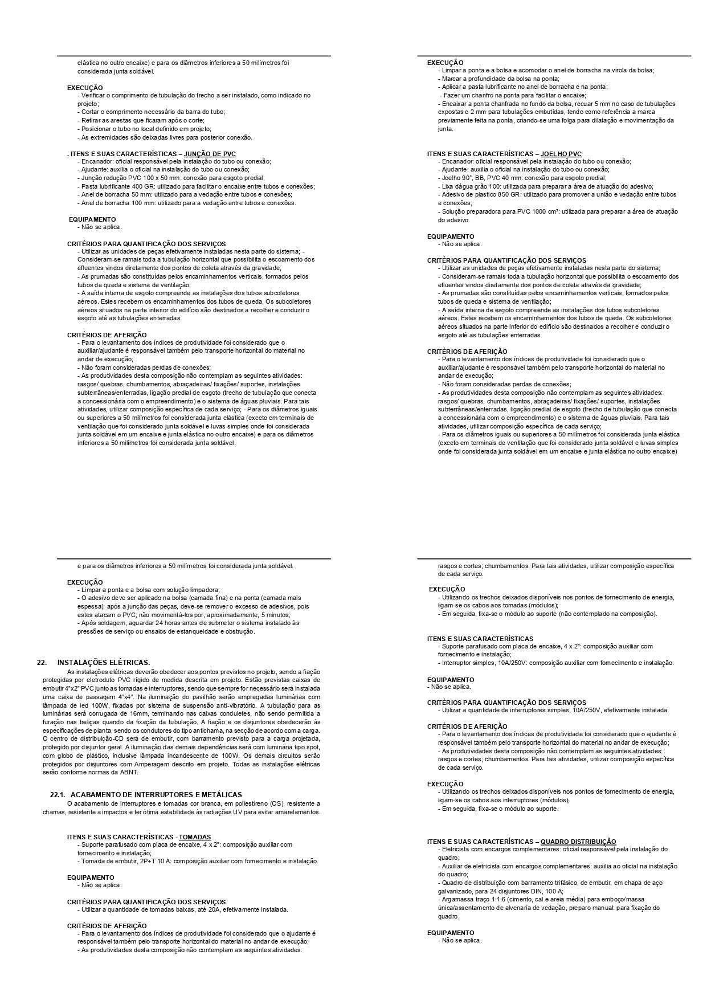 elástica no outro encaixe) e para os diâmetros inferiores a 50 milímetros foi
considerada junta soldável.
EXECUÇÃO
- Verificar o comprimento de tubulação do trecho a ser instalado, como indicado no
projeto;
- Cortar o comprimento necessário da barra do tubo;
- Retirar as arestas que ficaram após o corte;
- Posicionar o tubo no local definido em projeto;
- As extremidades são deixadas livres para posterior conexão.
. ITENS E SUAS CARACTERÍSTICAS – JUNÇÃO DE PVC
- Encanador: oficial responsável pela instalação do tubo ou conexão;
- Ajudante: auxilia o oficial na instalação do tubo ou conexão;
- Junção redução PVC 100 x 50 mm: conexão para esgoto predial;
- Pasta lubrificante 400 GR: utilizado para facilitar o encaixe entre tubos e conexões;
- Anel de borracha 50 mm: utilizado para a vedação entre tubos e conexões;
- Anel de borracha 100 mm: utilizado para a vedação entre tubos e conexões.
EQUIPAMENTO
- Não se aplica.
CRITÉRIOS PARA QUANTIFICAÇÃO DOS SERVIÇOS
- Utilizar as unidades de peças efetivamente instaladas nesta parte do sistema; -
Consideram-se ramais toda a tubulação horizontal que possibilita o escoamento dos
efluentes vindos diretamente dos pontos de coleta através da gravidade;
- As prumadas são constituídas pelos encaminhamentos verticais, formados pelos
tubos de queda e sistema de ventilação;
- A saída interna de esgoto compreende as instalações dos tubos subcoletores
aéreos. Estes recebem os encaminhamentos dos tubos de queda. Os subcoletores
aéreos situados na parte inferior do edifício são destinados a recolher e conduzir o
esgoto até as tubulações enterradas.
CRITÉRIOS DE AFERIÇÃO
- Para o levantamento dos índices de produtividade foi considerado que o
auxiliar/ajudante é responsável também pelo transporte horizontal do material no
andar de execução;
- Não foram consideradas perdas de conexões;
- As produtividades desta composição não contemplam as seguintes atividades:
rasgos/ quebras, chumbamentos, abraçadeiras/ fixações/ suportes, instalações
subterrâneas/enterradas, ligação predial de esgoto (trecho de tubulação que conecta
a concessionária com o empreendimento) e o sistema de águas pluviais. Para tais
atividades, utilizar composição específica de cada serviço; - Para os diâmetros iguais
ou superiores a 50 milímetros foi considerada junta elástica (exceto em terminais de
ventilação que foi considerado junta soldável e luvas simples onde foi considerada
junta soldável em um encaixe e junta elástica no outro encaixe) e para os diâmetros
inferiores a 50 milímetros foi considerada junta soldável.
EXECUÇÃO
- Limpar a ponta e a bolsa e acomodar o anel de borracha na virola da bolsa;
- Marcar a profundidade da bolsa na ponta;
- Aplicar a pasta lubrificante no anel de borracha e na ponta;
- Fazer um chanfro na ponta para facilitar o encaixe;
- Encaixar a ponta chanfrada no fundo da bolsa, recuar 5 mm no caso de tubulações
expostas e 2 mm para tubulações embutidas, tendo como referência a marca
previamente feita na ponta, criando-se uma folga para dilatação e movimentação da
junta.
ITENS E SUAS CARACTERÍSTICAS – JOELHO PVC
- Encanador: oficial responsável pela instalação do tubo ou conexão;
- Ajudante: auxilia o oficial na instalação do tubo ou conexão;
- Joelho 90°, BB, PVC 40 mm: conexão para esgoto predial;
- Lixa dágua grão 100: utilizada para preparar a área de atuação do adesivo;
- Adesivo de plastico 850 GR: utilizado para promover a união e vedação entre tubos
e conexões;
- Solução preparadora para PVC 1000 cm³: utilizada para preparar a área de atuação
do adesivo.
EQUIPAMENTO
- Não se aplica.
CRITÉRIOS PARA QUANTIFICAÇÃO DOS SERVIÇOS
- Utilizar as unidades de peças efetivamente instaladas nesta parte do sistema;
- Consideram-se ramais toda a tubulação horizontal que possibilita o escoamento dos
efluentes vindos diretamente dos pontos de coleta através da gravidade;
- As prumadas são constituídas pelos encaminhamentos verticais, formados pelos
tubos de queda e sistema de ventilação;
- A saída interna de esgoto compreende as instalações dos tubos subcoletores
aéreos. Estes recebem os encaminhamentos dos tubos de queda. Os subcoletores
aéreos situados na parte inferior do edifício são destinados a recolher e conduzir o
esgoto até as tubulações enterradas.
CRITÉRIOS DE AFERIÇÃO
- Para o levantamento dos índices de produtividade foi considerado que o
auxiliar/ajudante é responsável também pelo transporte horizontal do material no
andar de execução;
- Não foram consideradas perdas de conexões;
- As produtividades desta composição não contemplam as seguintes atividades:
rasgos/ quebras, chumbamentos, abraçadeiras/ fixações/ suportes, instalações
subterrâneas/enterradas, ligação predial de esgoto (trecho de tubulação que conecta
a concessionária com o empreendimento) e o sistema de águas pluviais. Para tais
atividades, utilizar composição específica de cada serviço;
- Para os diâmetros iguais ou superiores a 50 milímetros foi considerada junta elástica
(exceto em terminais de ventilação que foi considerado junta soldável e luvas simples
onde foi considerada junta soldável em um encaixe e junta elástica no outro encaixe)
e para os diâmetros inferiores a 50 milímetros foi considerada junta soldável.
EXECUÇÃO
- Limpar a ponta e a bolsa com solução limpadora;
- O adesivo deve ser aplicado na bolsa (camada fina) e na ponta (camada mais
espessa); após a junção das peças, deve-se remover o excesso de adesivos, pois
estes atacam o PVC; não movimentá-los por, aproximadamente, 5 minutos;
- Após soldagem, aguardar 24 horas antes de submeter o sistema instalado às
pressões de serviço ou ensaios de estanqueidade e obstrução.
22. INSTALAÇÕES ELÉTRICAS.
As instalações elétricas deverão obedecer aos pontos previstos no projeto, sendo a fiação
protegidas por eletroduto PVC rígido de medida descrita em projeto. Estão previstas caixas de
embutir 4”x2” PVC junto as tomadas e interruptores, sendo que sempre for necessário será instalada
uma caixa de passagem 4”x4”. Na iluminação do pavilhão serão empregadas luminárias com
lâmpada de led 100W, fixadas por sistema de suspensão anti-vibratório. A tubulação para as
luminárias será corrugada de 16mm, terminando nas caixas conduletes, não sendo permitida a
furação nas treliças quando da fixação da tubulação. A fiação e os disjuntores obedecerão às
especificações de planta, sendo os condutores do tipo antichama, na secção de acordo com a carga.
O centro de distribuição-CD será de embutir, com barramento previsto para a carga projetada,
protegido por disjuntor geral. A iluminação das demais dependências será com luminária tipo spot,
com globo de plástico, inclusive lâmpada incandescente de 100W. Os demais circuitos serão
protegidos por disjuntores com Amperagem descrito em projeto. Todas as instalações elétricas
serão conforme normas da ABNT.
22.1. ACABAMENTO DE INTERRUPTORES E METÁLICAS
O acabamento de interruptores e tomadas cor branca, em poliestireno (OS), resistente a
chamas, resistente a impactos e ter ótima estabilidade às radiações UV para evitar amarelamentos.
ITENS E SUAS CARACTERÍSTICAS - TOMADAS
- Suporte parafusado com placa de encaixe, 4 x 2": composição auxiliar com
fornecimento e instalação;
- Tomada de embutir, 2P+T 10 A: composição auxiliar com fornecimento e instalação.
EQUIPAMENTO
- Não se aplica.
CRITÉRIOS PARA QUANTIFICAÇÃO DOS SERVIÇOS
- Utilizar a quantidade de tomadas baixas, até 20A, efetivamente instalada.
CRITÉRIOS DE AFERIÇÃO
- Para o levantamento dos índices de produtividade foi considerado que o ajudante é
responsável também pelo transporte horizontal do material no andar de execução;
- As produtividades desta composição não contemplam as seguintes atividades:
rasgos e cortes; chumbamentos. Para tais atividades, utilizar composição específica
de cada serviço.
EXECUÇÃO
- Utilizando os trechos deixados disponíveis nos pontos de fornecimento de energia,
ligam-se os cabos aos tomadas (módulos);
- Em seguida, fixa-se o módulo ao suporte (não contemplado na composição).
ITENS E SUAS CARACTERÍSTICAS
- Suporte parafusado com placa de encaixe, 4 x 2": composição auxiliar com
fornecimento e instalação;
- Interruptor simples, 10A/250V: composição auxiliar com fornecimento e instalação.
EQUIPAMENTO
- Não se aplica.
CRITÉRIOS PARA QUANTIFICAÇÃO DOS SERVIÇOS
- Utilizar a quantidade de interruptores simples, 10A/250V, efetivamente instalada.
CRITÉRIOS DE AFERIÇÃO
- Para o levantamento dos índices de produtividade foi considerado que o ajudante é
responsável também pelo transporte horizontal do material no andar de execução;
- As produtividades desta composição não contemplam as seguintes atividades:
rasgos e cortes; chumbamentos. Para tais atividades, utilizar composição específica
de cada serviço.
EXECUÇÃO
- Utilizando os trechos deixados disponíveis nos pontos de fornecimento de energia,
ligam-se os cabos aos interruptores (módulos);
- Em seguida, fixa-se o módulo ao suporte.
ITENS E SUAS CARACTERÍSTICAS – QUADRO DISTRIBUIÇÃO
- Eletricista com encargos complementares: oficial responsável pela instalação do
quadro;
- Auxiliar de eletricista com encargos complementares: auxilia ao oficial na instalação
do quadro;
- Quadro de distribuição com barramento trifásico, de embutir, em chapa de aço
galvanizado, para 24 disjuntores DIN, 100 A;
- Argamassa traço 1:1:6 (cimento, cal e areia média) para emboço/massa
única/assentamento de alvenaria de vedação, preparo manual: para fixação do
quadro.
EQUIPAMENTO
- Não se aplica.